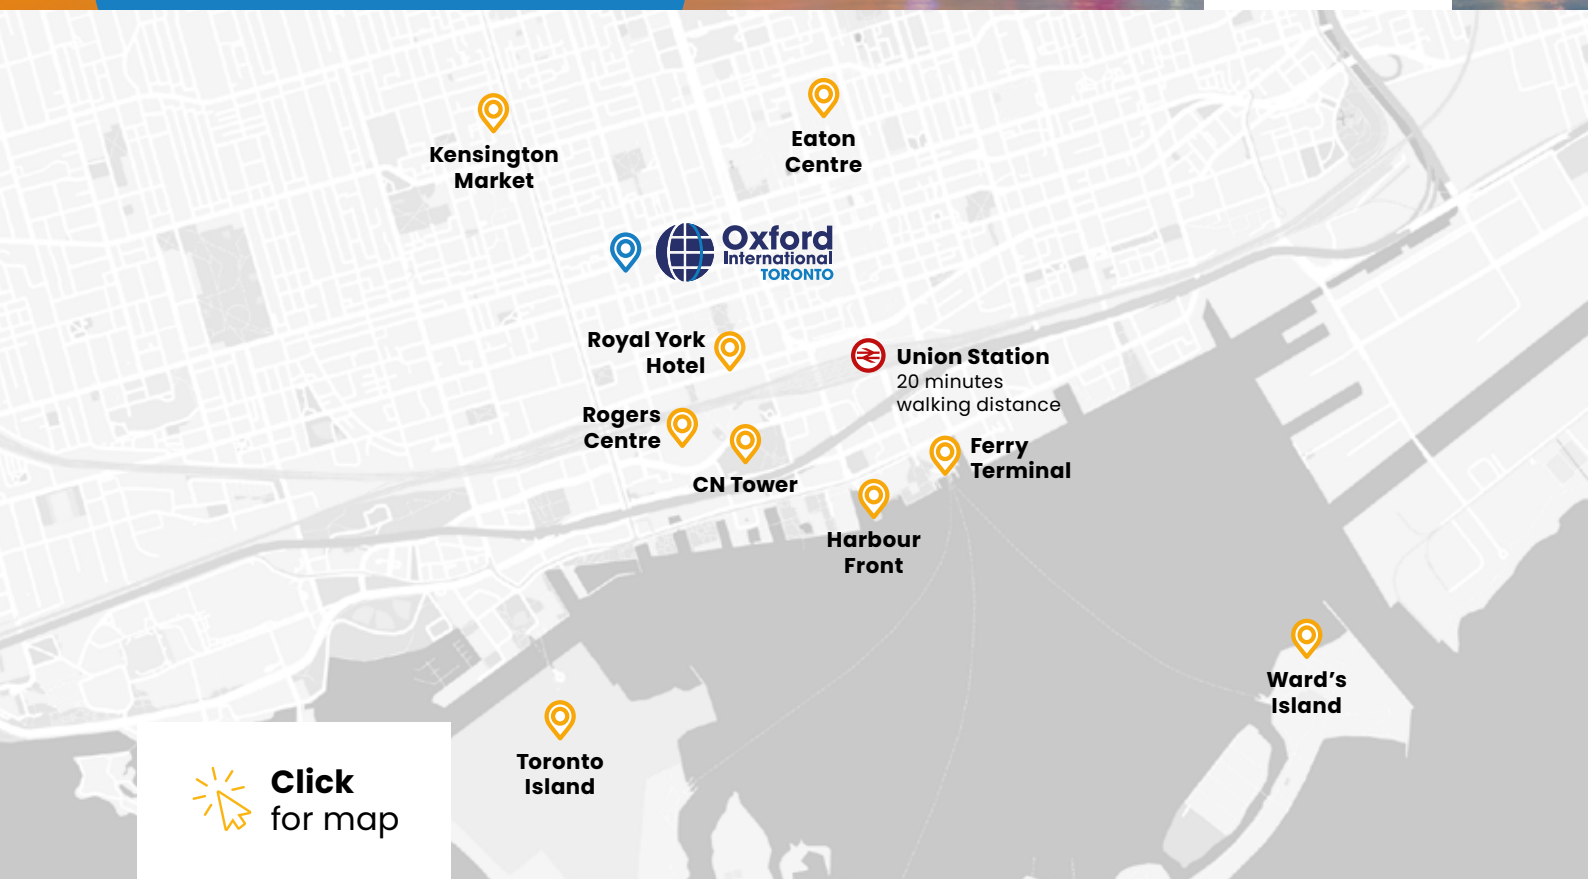 Eaton
Centre
Kensington
Market
Oxford
International
TORONTO
Royal York
Hotel
Union Station
20 minutes
walking distance
Rogers
Centre
CN Tower
Ferry
Terminal
Harbour
Front
Ward’s
Island
Toronto
Island
Click
for map